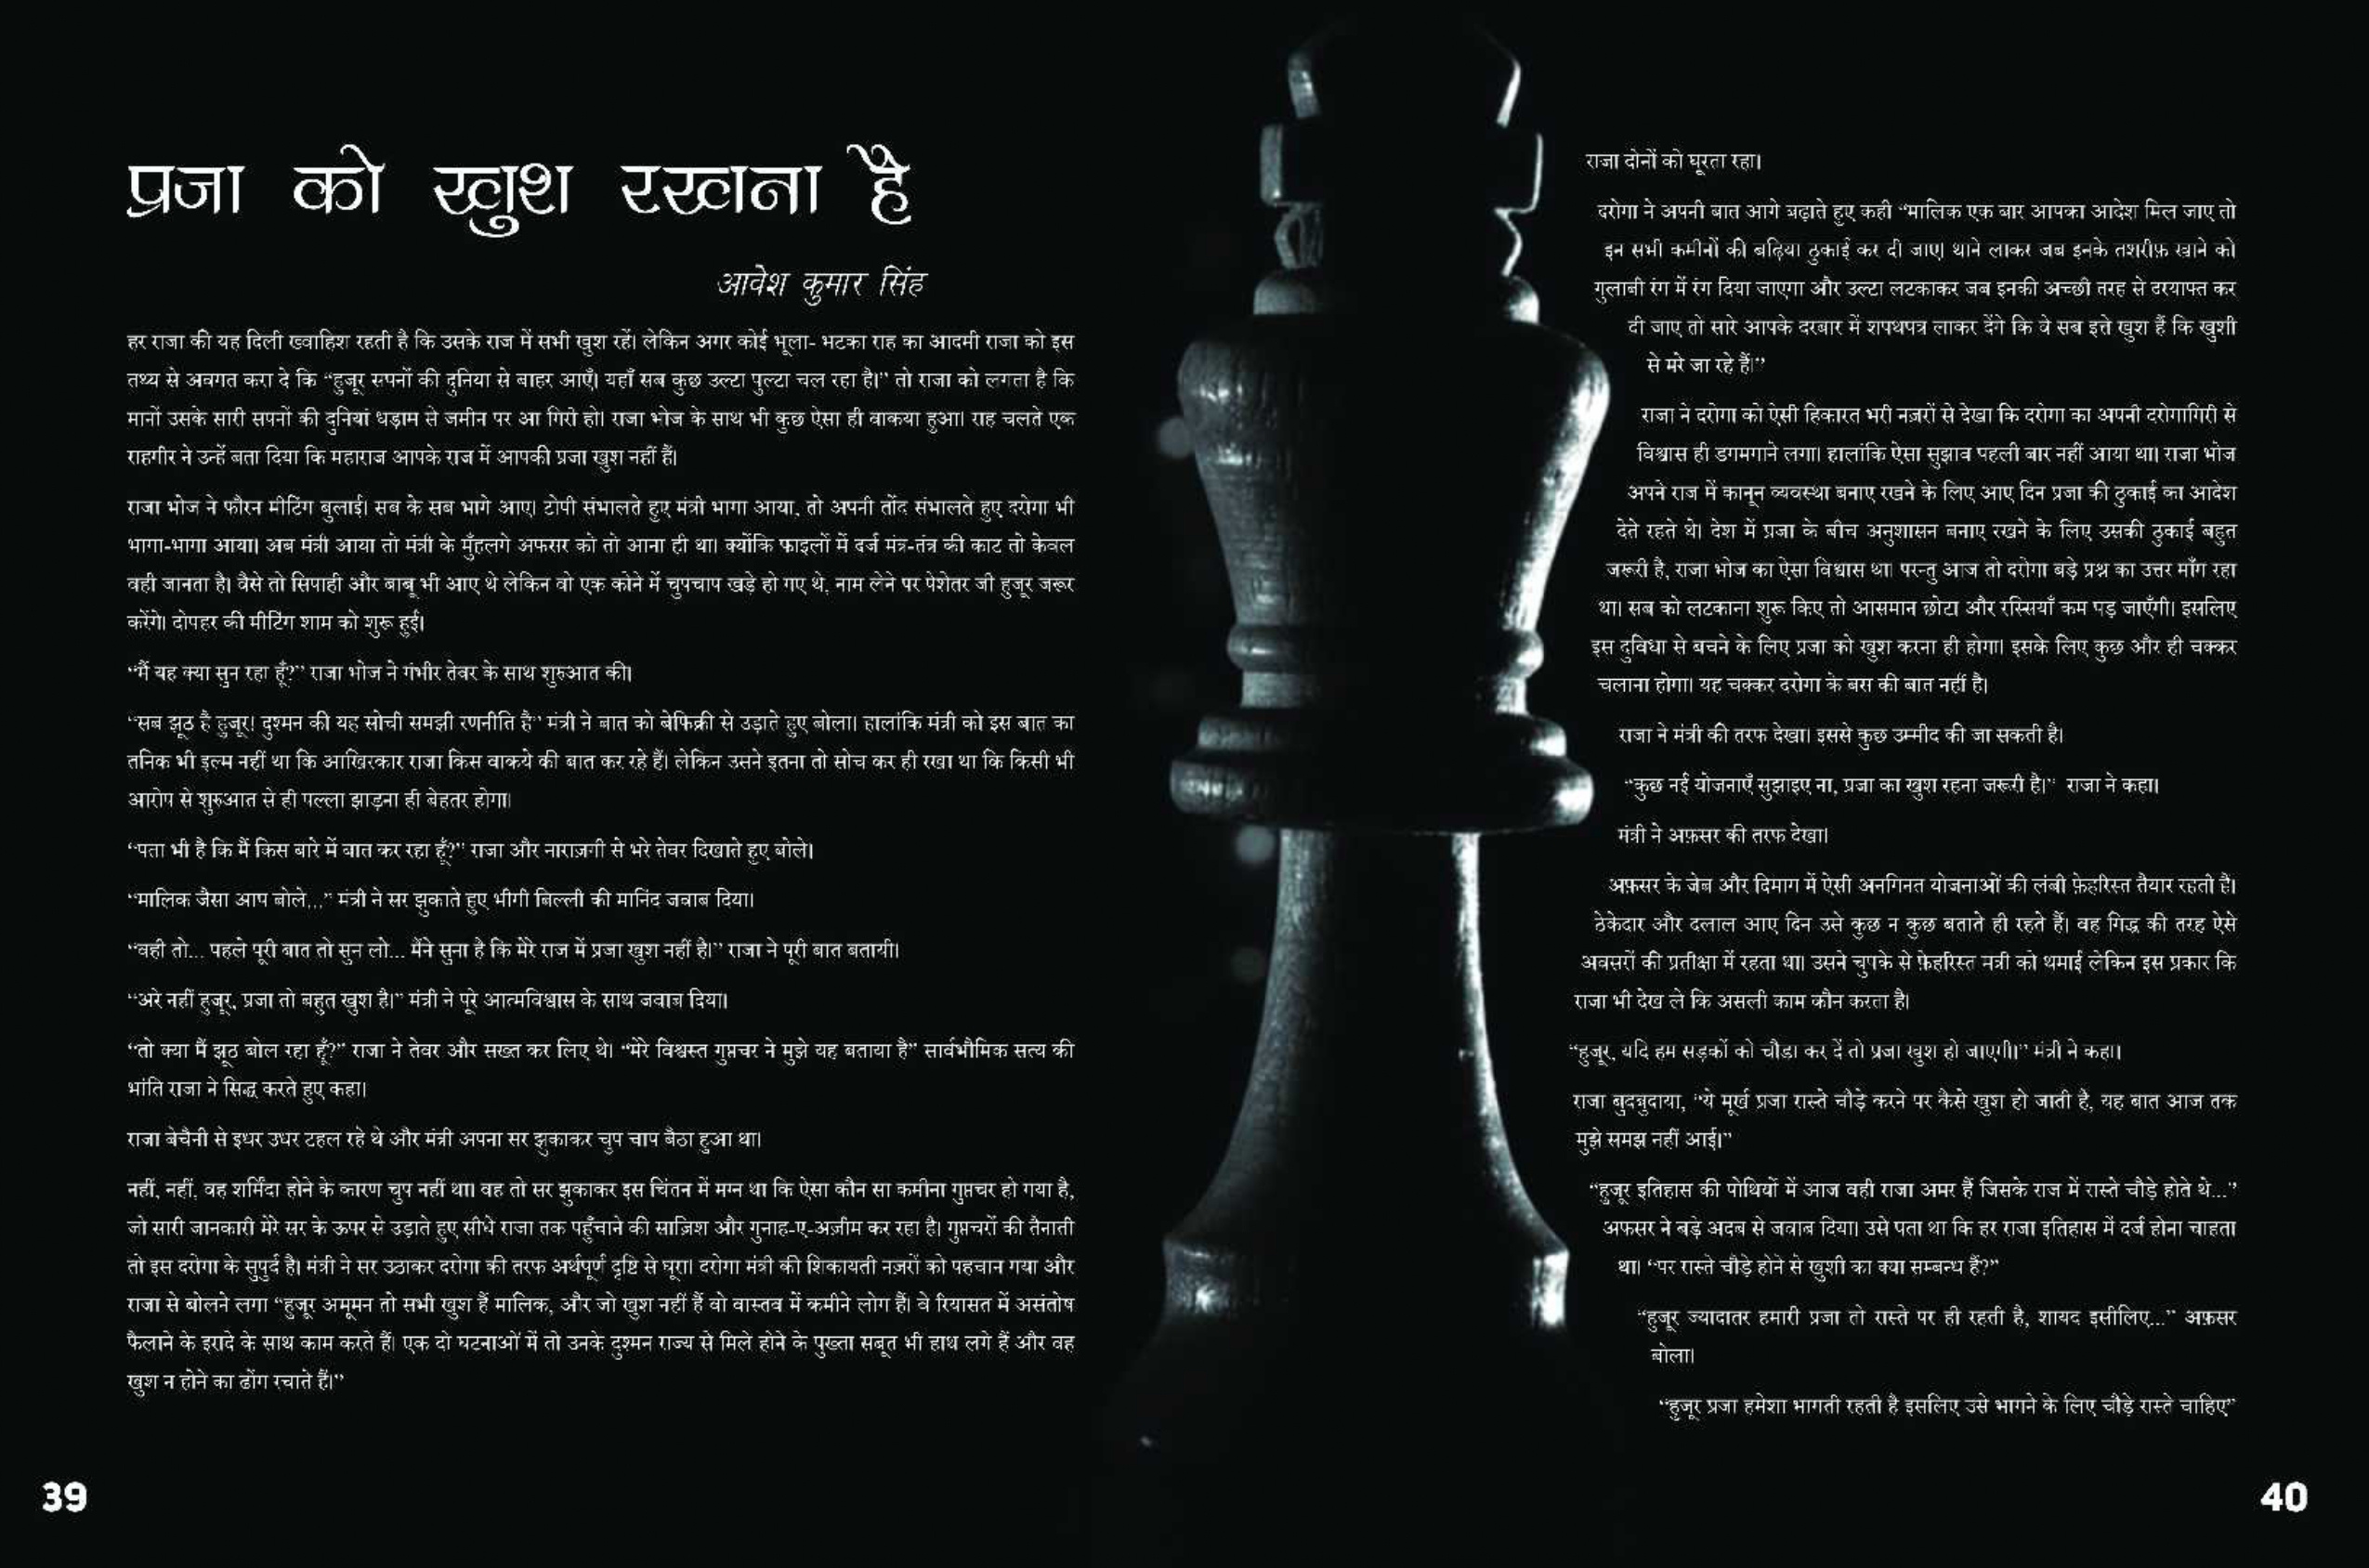 प्रजा को खुश रखना है
आवेश कुमार सिंह
हर राजा की यह दिली ख्वाहिश रहती है कि उसके राज में सभी खुश रहें। लेकिन अगर कोई भूला- भटका राह का आदमी राजा को इस
तथ्य से अवगत करा दे कि “हुजूर सपनों की दुनिया से बाहर आएँ। यहाँ सब कुछ उल्टा पुल्टा चल रहा है।” तो राजा को लगता है कि
मानों उसके सारी सपनों की दुनियां धड़ाम से जमीन पर आ गिरी हो। राजा भोज के साथ भी कुछ ऐसा ही वाकया हुआ। राह चलते एक
राहगीर ने उन्हें बता दिया कि महाराज आपके राज में आपकी प्रजा खुश नहीं हैं।
राजा भोज ने फौरन मीटिंग बुलाई। सब के सब भागे आए। टोपी संभालते हुए मंत्री भागा आया, तो अपनी तोंद संभालते हुए दरोगा भी
भागा-भागा आया। अब मंत्री आया तो मंत्री के मुँहलगे अफसर को तो आना ही था। क्योंकि फाइलों में दर्ज मंत्र-तंत्र की काट तो केवल
वही जानता है। वैसे तो सिपाही और बाबू भी आए थे लेकिन वो एक कोने में चुपचाप खड़े हो गए थे, नाम लेने पर पेशेतर जी हुजूर जरूर
करेंगे। दोपहर की मीटिंग शाम को शुरू हुई।
“मैं यह क्या सुन रहा हूँ?” राजा भोज ने गंभीर तेवर के साथ शुरुआत की।
“सब झूठ है हुजूर। दुश्मन की यह सोची समझी रणनीति है” मंत्री ने बात को बेफिक्री से उड़ाते हुए बोला। हालांकि मंत्री को इस बात का
तनिक भी इल्म नहीं था कि आखिरकार राजा किस वाकये की बात कर रहे हैं। लेकिन उसने इतना तो सोच कर ही रखा था कि किसी भी
आरोप से शुरुआत से ही पल्ला झाड़ना ही बेहतर होगा।
“पता भी है कि मैं किस बारे में बात कर रहा हूँ?” राजा और नाराज़गी से भरे तेवर दिखाते हुए बोले।
“मालिक जैसा आप बोले...” मंत्री ने सर झुकाते हुए भीगी बिल्ली की मानिंद जवाब दिया।
“वही तो... पहले पूरी बात तो सुन लो... मैंने सुना है कि मेरे राज में प्रजा खुश नहीं है।” राजा ने पूरी बात बतायी।
“अरे नहीं हुजूर, प्रजा तो बहुत खुश है।” मंत्री ने पूरे आत्मविश्वास के साथ जवाब दिया।
“तो क्या मैं झूठ बोल रहा हूँ?” राजा ने तेवर और सख्त कर लिए थे। “मेरे विश्वस्त गुप्तचर ने मुझे यह बताया है” सार्वभौमिक सत्य की
भांति राजा ने सिद्ध करते हुए कहा।
राजा बेचैनी से इधर उधर टहल रहे थे और मंत्री अपना सर झुकाकर चुप चाप बैठा हुआ था।
नहीं, नहीं, वह शर्मिंदा होने के कारण चुप नहीं था। वह तो सर झुकाकर इस चिंतन में मग्न था कि ऐसा कौन सा कमीना गुप्तचर हो गया है,
जो सारी जानकारी मेरे सर के ऊपर से उड़ाते हुए सीधे राजा तक पहुँचाने की साज़िश और गुनाह-ए-अज़ीम कर रहा है। गुप्तचरों की तैनाती
तो इस दरोगा के सुपुर्द है। मंत्री ने सर उठाकर दरोगा की तरफ अर्थपूर्ण दृष्टि से घूरा। दरोगा मंत्री की शिकायती नज़रों को पहचान गया और
राजा से बोलने लगा “हुजूर अमूमन तो सभी खुश हैं मालिक, और जो खुश नहीं हैं वो वास्तव में कमीने लोग हैं। वे रियासत में असंतोष
फैलाने के इरादे के साथ काम करते हैं। एक दो घटनाओं में तो उनके दुश्मन राज्य से मिले होने के पुख्ता सबूत भी हाथ लगे हैं और वह
खुश न होने का ढोंग रचाते हैं।”
39
राजा दोनों को घूरता रहा।
दरोगा ने अपनी बात आगे बढ़ाते हुए कही “मालिक एक बार आपका आदेश मिल जाए तो
इन सभी कमीनों की बढ़िया ठुकाई कर दी जाए। थाने लाकर जब इनके तशरीफ़ खाने को
गुलाबी रंग में रंग दिया जाएगा और उल्टा लटकाकर जब इनकी अच्छी तरह से दरयाफ्त कर
दी जाए तो सारे आपके दरबार में शपथपत्र लाकर देंगे कि वे सब इत्ते खुश हैं कि खुशी
से मरे जा रहे हैं।”
राजा ने दरोगा को ऐसी हिकारत भरी नज़रों से देखा कि दरोगा का अपनी दरोगागिरी से
विश्वास ही डगमगाने लगा। हालांकि ऐसा सुझाव पहली बार नहीं आया था। राजा भोज
अपने राज में कानून व्यवस्था बनाए रखने के लिए आए दिन प्रजा की ठुकाई का आदेश
देते रहते थे। देश में प्रजा के बीच अनुशासन बनाए रखने के लिए उसकी ठुकाई बहुत
जरूरी है, राजा भोज का ऐसा विश्वास था। परन्तु आज तो दरोगा बड़े प्रश्न का उत्तर माँग रहा
था। सब को लटकाना शुरू किए तो आसमान छोटा और रस्सियाँ कम पड़ जाएँगी। इसलिए
इस दुविधा से बचने के लिए प्रजा को खुश करना ही होगा। इसके लिए कुछ और ही चक्कर
चलाना होगा। यह चक्कर दरोगा के बस की बात नहीं है।
राजा ने मंत्री की तरफ देखा। इससे कुछ उम्मीद की जा सकती है।
“कुछ नई योजनाएँ सुझाइए ना, प्रजा का खुश रहना जरूरी है।” राजा ने कहा।
मंत्री ने अफ़सर की तरफ देखा।
अफ़सर के जेब और दिमाग में ऐसी अनगिनत योजनाओं की लंबी फ़ेहरिस्त तैयार रहती है।
ठेकेदार और दलाल आए दिन उसे कुछ न कुछ बताते ही रहते हैं। वह गिद्ध की तरह ऐसे
अवसरों की प्रतीक्षा में रहता था। उसने चुपके से फ़ेहरिस्त मंत्री को थमाई लेकिन इस प्रकार कि
राजा भी देख ले कि असली काम कौन करता है।
“हुजूर, यदि हम सड़कों को चौडा कर दें तो प्रजा खुश हो जाएगी।” मंत्री ने कहा।
राजा बुदबुदाया, “ये मूर्ख प्रजा रास्ते चौड़े करने पर कैसे खुश हो जाती है, यह बात आज तक
मुझे समझ नहीं आई।”
“हुजूर इतिहास की पोथियों में आज वही राजा अमर हैं जिसके राज में रास्ते चौड़े होते थे...”
अफसर ने बड़े अदब से जवाब दिया। उसे पता था कि हर राजा इतिहास में दर्ज होना चाहता
था। “पर रास्ते चौड़े होने से खुशी का क्या सम्बन्ध हैं?”
“हुजूर ज्यादातर हमारी प्रजा तो रास्ते पर ही रहती है, शायद इसीलिए...” अफ़सर
बोला।
“हुजूर प्रजा हमेशा भागती रहती है इसलिए उसे भागने के लिए चौड़े रास्ते चाहिए”
40